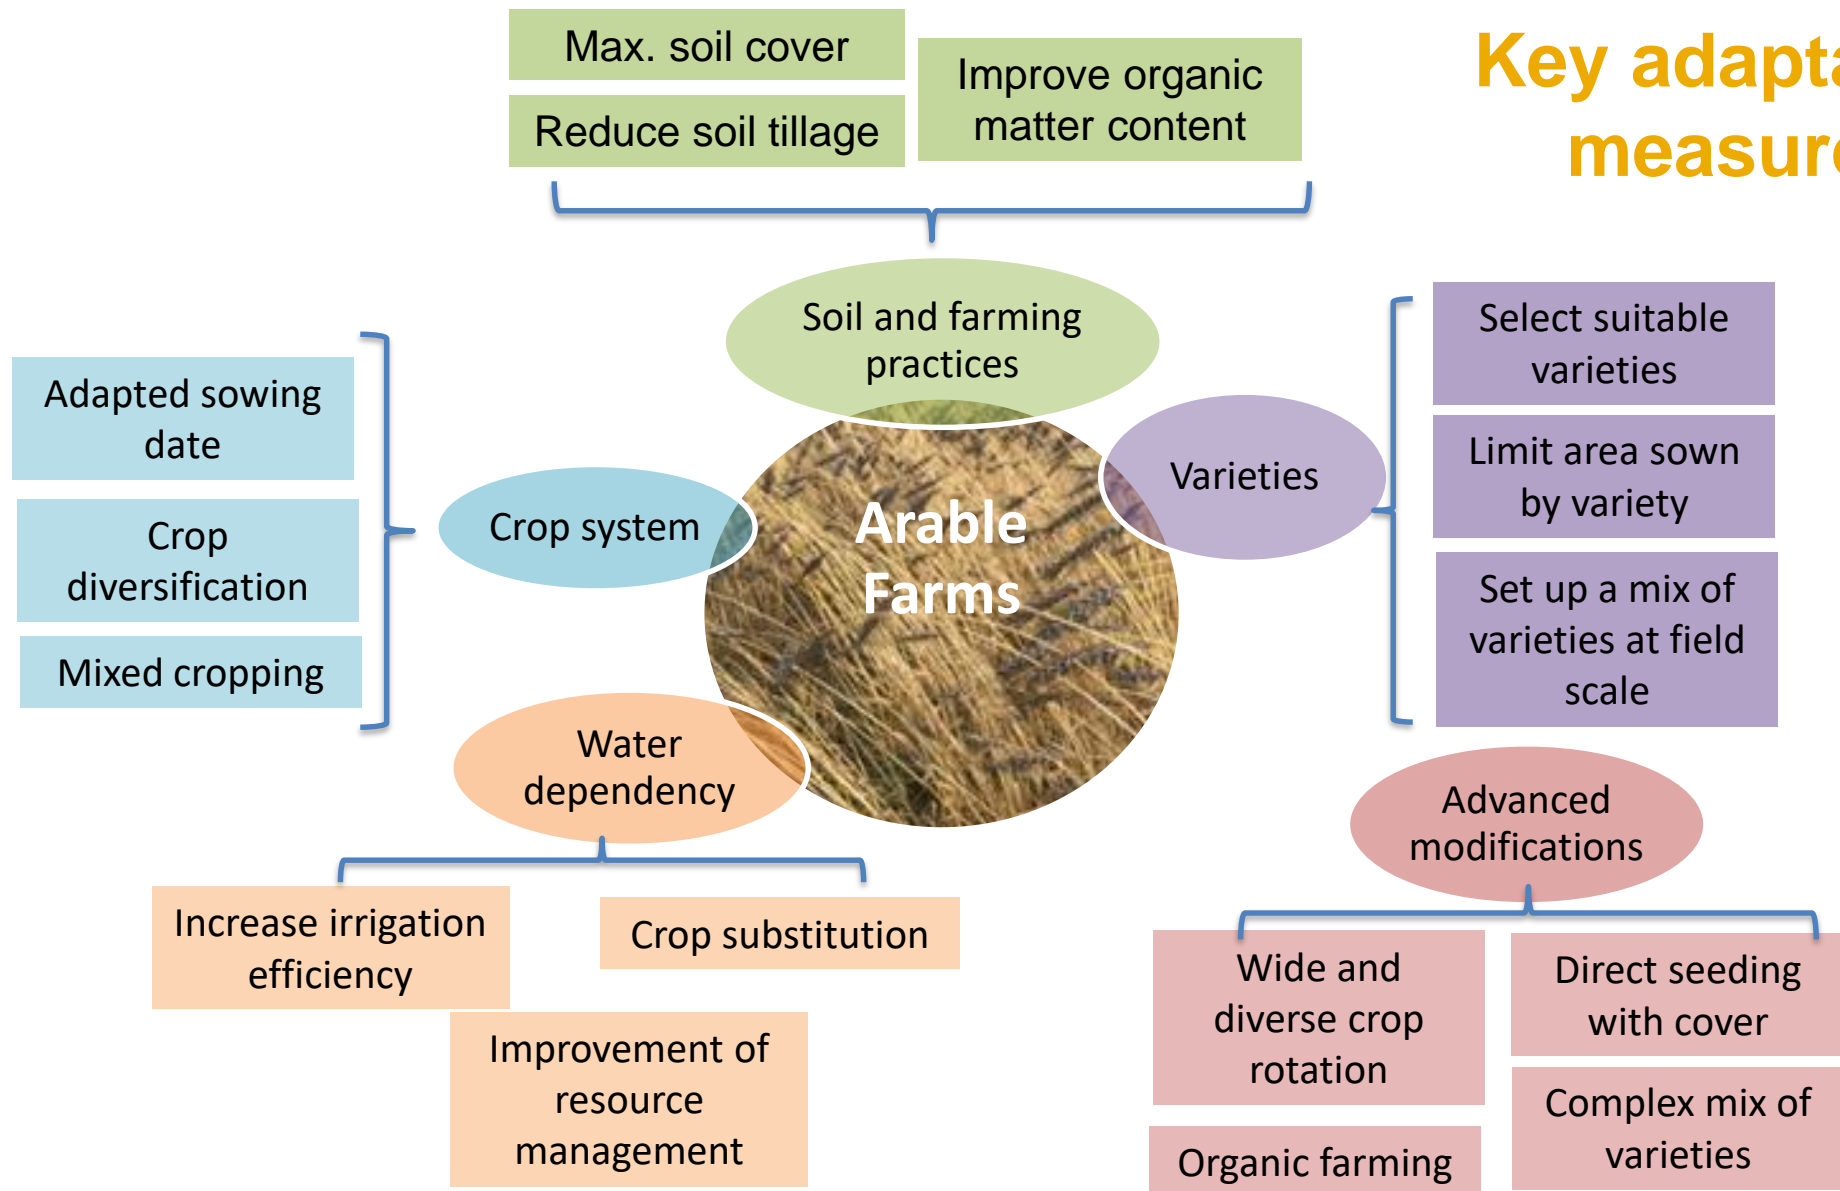 Key adapta
measure
Max. soil cover
Reduce soil tillage
Improve organic
matter content
Soil and farming
practices
Adapted sowing
date
Crop
diversification
Mixed cropping
Crop system
Arable
Farms
Varieties
Select suitable
varieties
Limit area sown
by variety
Set up a mix of
varieties at field
scale
Water
dependency
Increase irrigation
efficiency
Crop substitution
Improvement of
resource
management
Advanced
modifications
Wide and
diverse crop
rotation
Direct seeding
with cover
Organic farming
Complex mix of
varieties